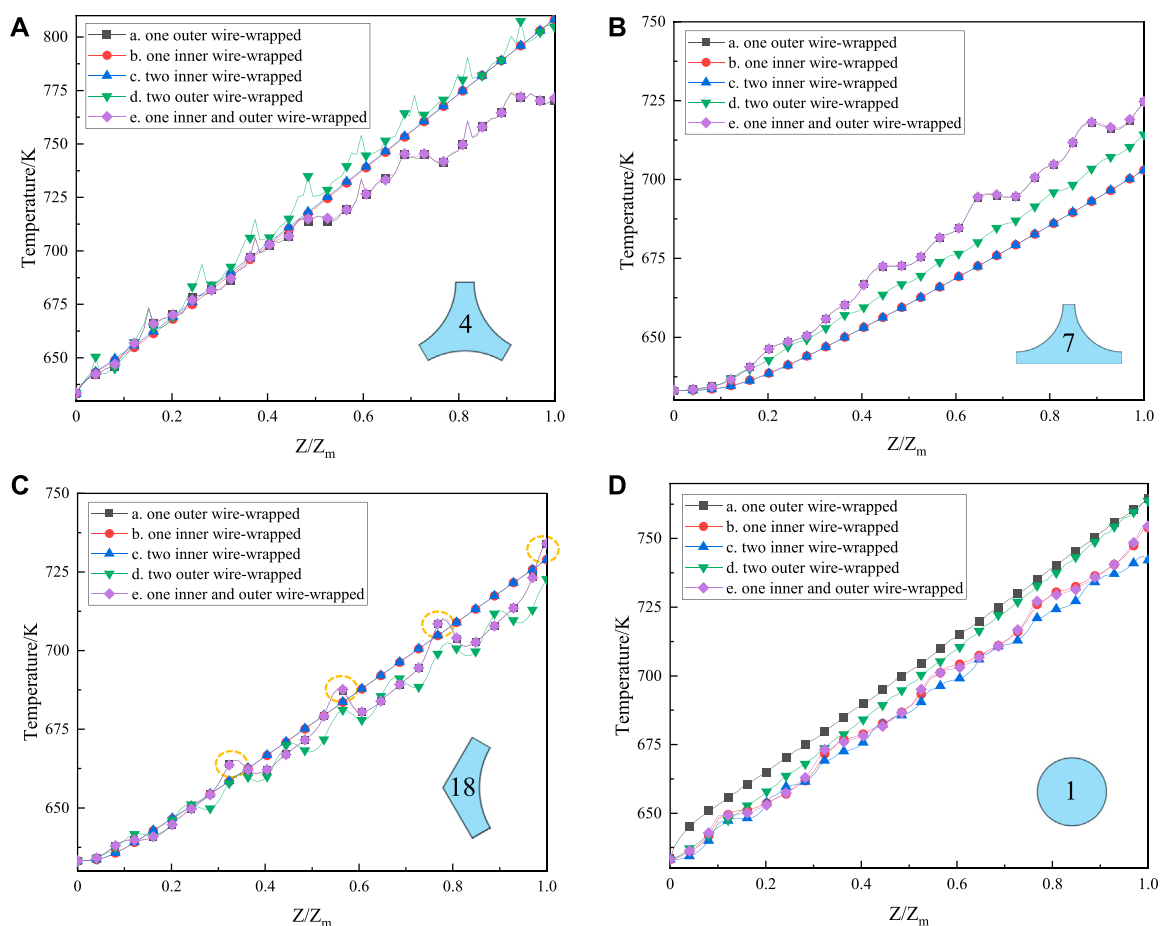 A
a. one outer wire-wrapped
b. one inner wire-wrapped
c. two inner wire-wrapped
d. two outer wire-wrapped
e. one inner and outer wire-wrapped
800
775
750
725
700
675
650
Temperature/K
4
0 0.2 0.4 0.6 0.8 1.0
Z/Zm
B
a. one outer wire-wrapped
b. one inner wire-wrapped
c. two inner wire-wrapped
d. two outer wire-wrapped
e. one inner and outer wire-wrapped
750
725
700
675
650
Temperature/K
7
0 0.2 0.4 0.6 0.8 1.0
Z/Zm
C
a. one outer wire-wrapped
b. one inner wire-wrapped
c. two inner wire-wrapped
d. two outer wire-wrapped
e. one inner and outer wire-wrapped
750
725
700
675
650
Temperature/K
18
0 0.2 0.4 0.6 0.8 1.0
Z/Zm
D
a. one outer wire-wrapped
b. one inner wire-wrapped
c. two inner wire-wrapped
d. two outer wire-wrapped
e. one inner and outer wire-wrapped
750
725
700
675
650
Temperature/K
1
0 0.2 0.4 0.6 0.8 1.0
Z/Zm